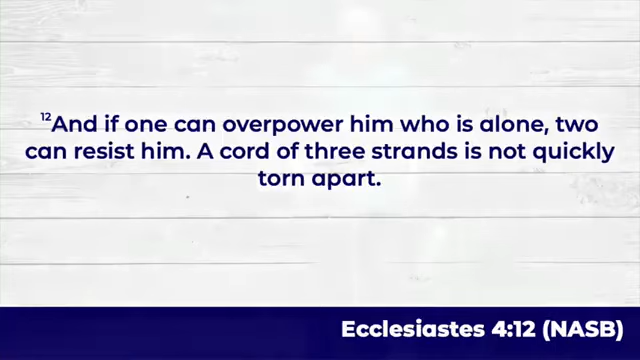 ¹²And if one can overpower him who is alone, two
can resist him. A cord of three strands is not quickly
torn apart.
Ecclesiastes 4:12 (NASB)